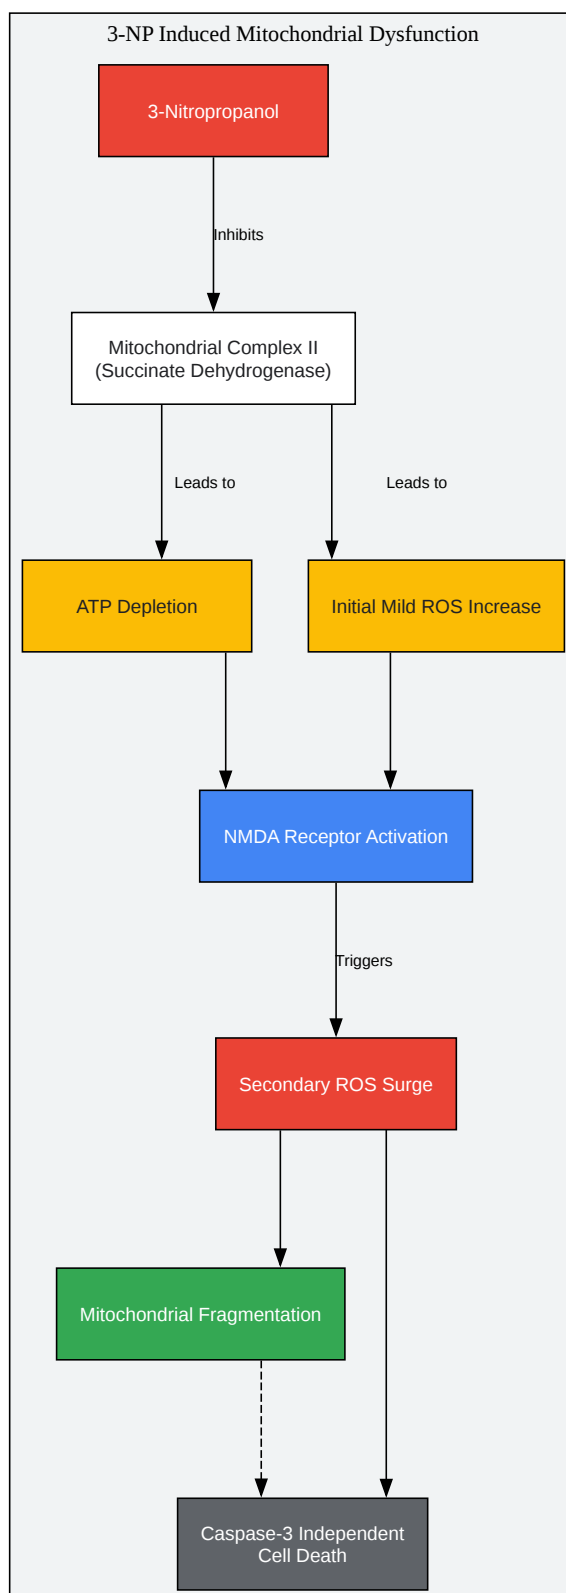 3-NP Induced Mitochondrial Dysfunction
3-Nitropropanol
Inhibits
Mitochondrial Complex II
(Succinate Dehydrogenase)
Leads to
Leads to
ATP Depletion
Initial Mild ROS Increase
NMDA Receptor Activation
Triggers
Secondary ROS Surge
Mitochondrial Fragmentation
Caspase-3 Independent
Cell Death